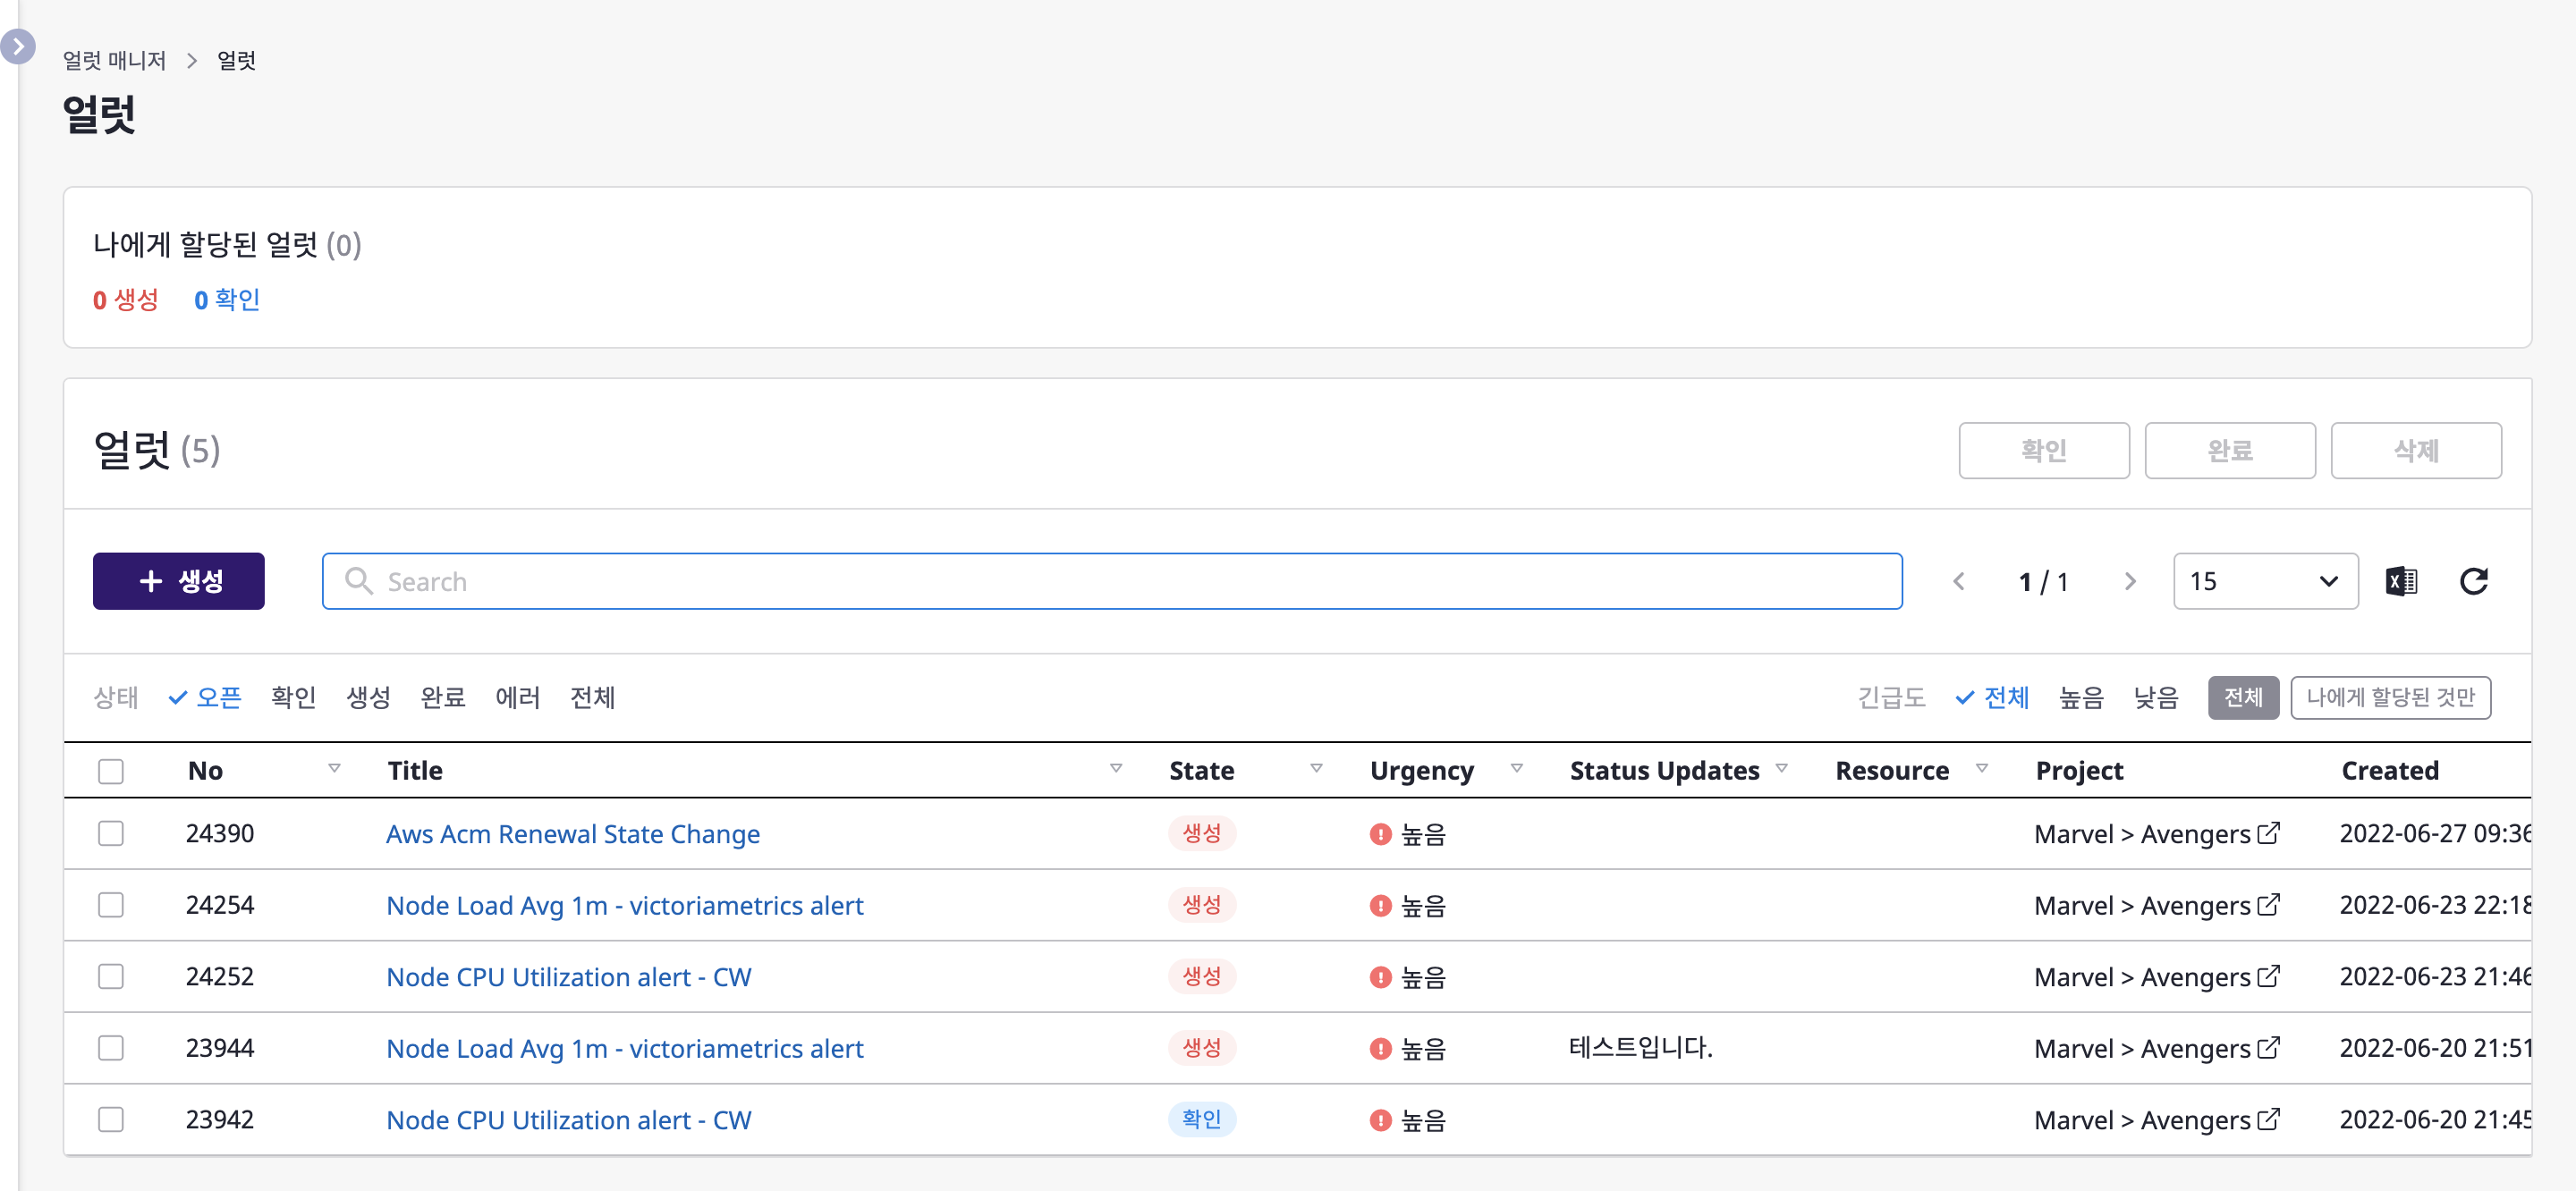 얼럿 매니저 > 얼럿
얼럿
나에게 할당된 얼럿 (0)
0 생성 0 확인
얼럿 (5) 확인 완료 삭제
+ 생성 Search 1 / 1 15
상태 오픈 확인 생성 완료 에러 전체 긴급도 전체 높음 낮음 전체 나에게 할당된 것만
No Title State Urgency Status Updates Resource Project Created
24390 Aws Acm Renewal State Change 생성 높음 Marvel > Avengers 2022-06-27 09:36
24254 Node Load Avg 1m - victoriametrics alert 생성 높음 Marvel > Avengers 2022-06-23 22:18
24252 Node CPU Utilization alert - CW 생성 높음 Marvel > Avengers 2022-06-23 21:46
23944 Node Load Avg 1m - victoriametrics alert 생성 높음 테스트입니다. Marvel > Avengers 2022-06-20 21:51
23942 Node CPU Utilization alert - CW 확인 높음 Marvel > Avengers 2022-06-20 21:45